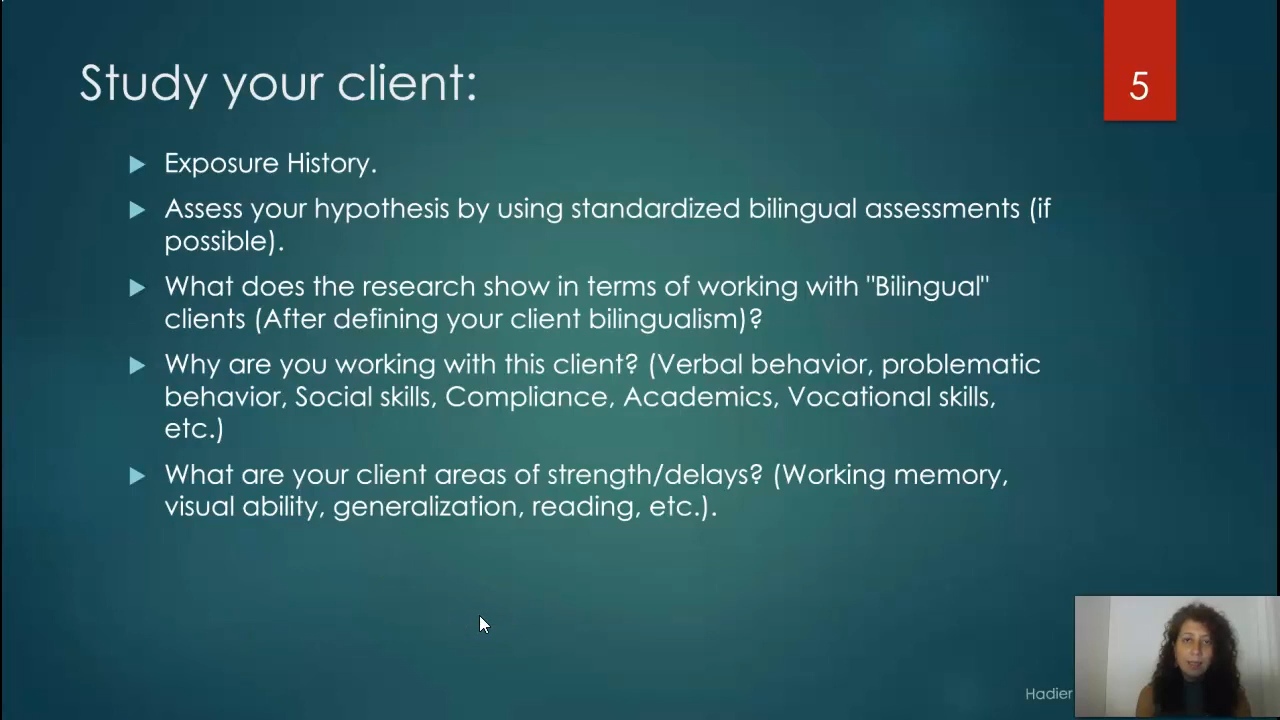 Study your client:
5
Exposure History.
Assess your hypothesis by using standardized bilingual assessments (if
possible).
What does the research show in terms of working with "Bilingual"
clients (After defining your client bilingualism)?
Why are you working with this client? (Verbal behavior, problematic
behavior, Social skills, Compliance, Academics, Vocational skills,
etc.)
What are your client areas of strength/delays? (Working memory,
visual ability, generalization, reading, etc.).
Hadier